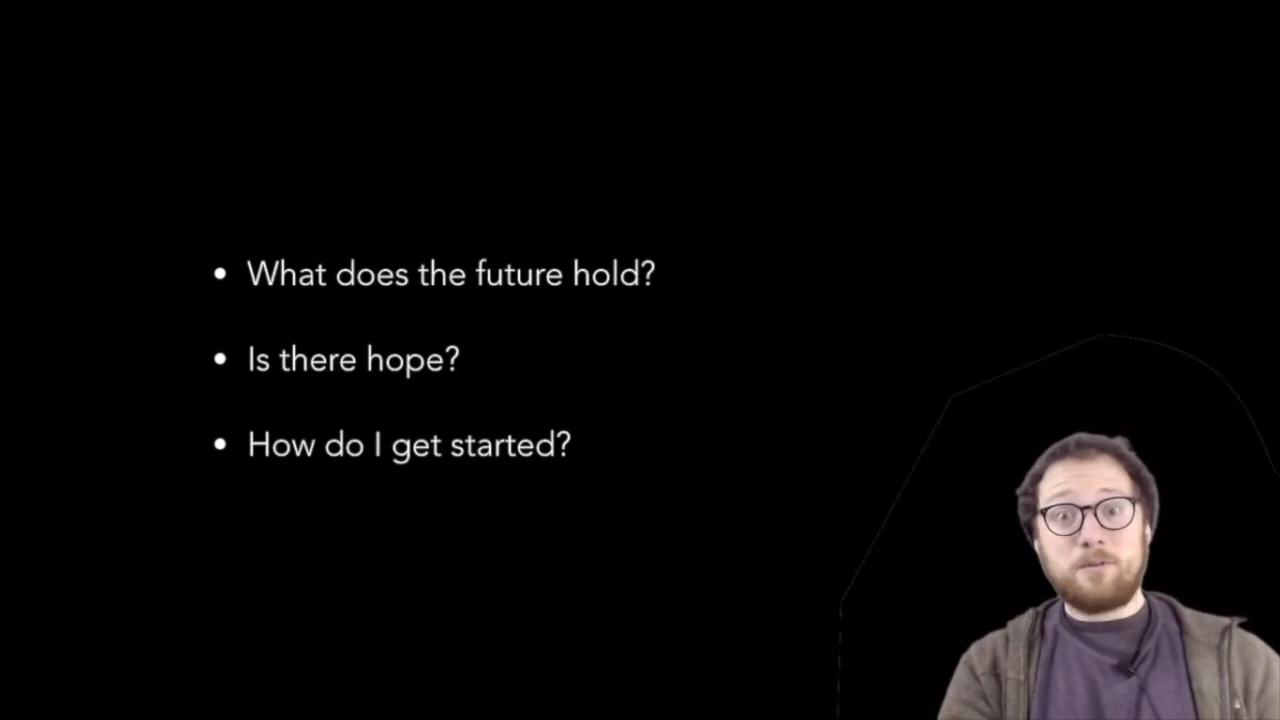 • What does the future hold?
• Is there hope?
• How do I get started?